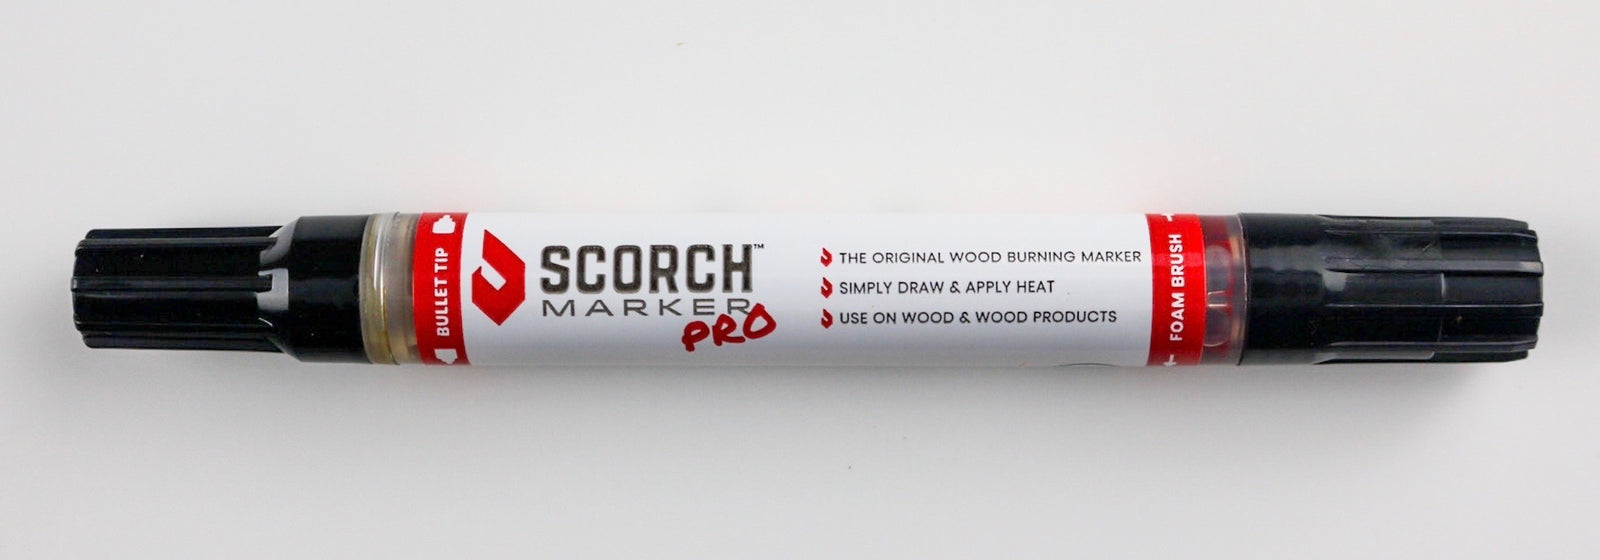 BULLET TIP
SCORCH™
MARKER
PRO
THE ORIGINAL WOOD BURNING MARKER
SIMPLY DRAW & APPLY HEAT
USE ON WOOD & WOOD PRODUCTS
FOAM BRUSH